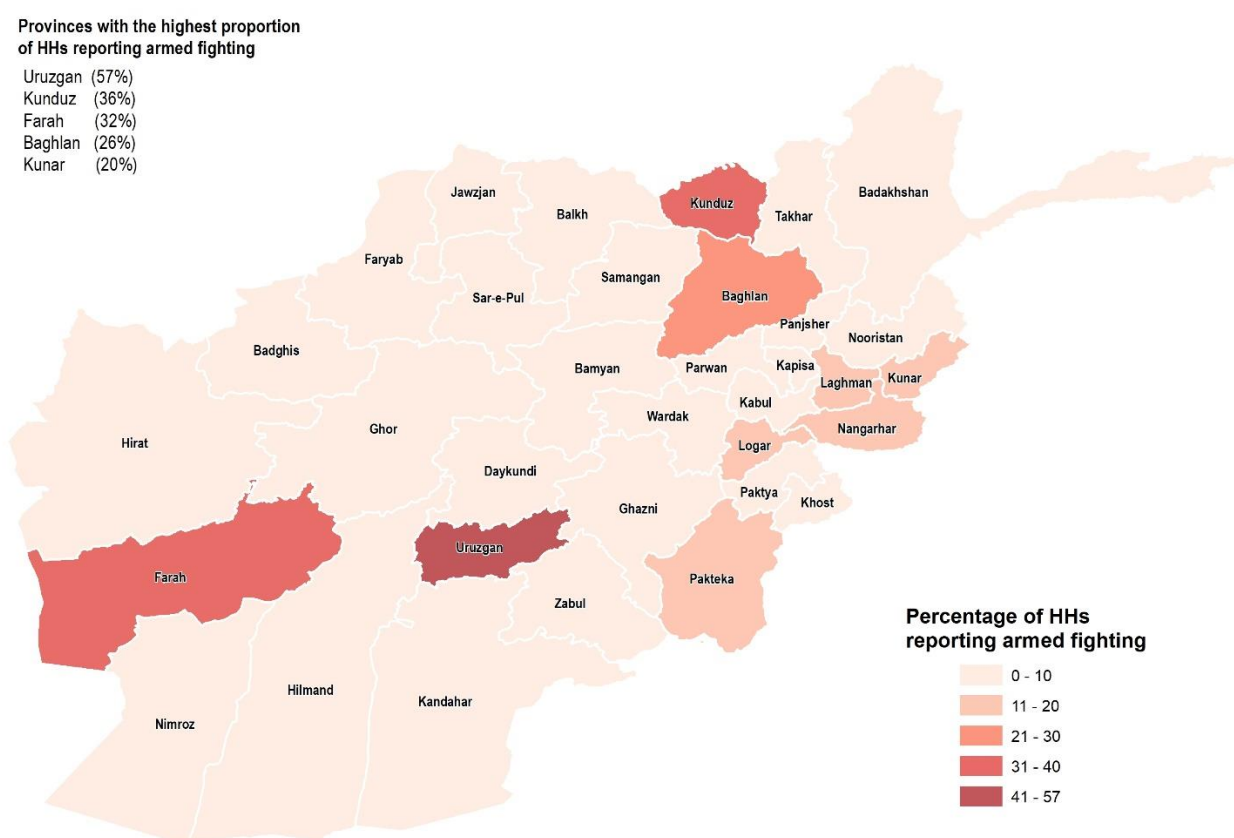 Provinces with the highest proportion
of HHs reporting armed fighting
Uruzgan (57%)
Kunduz (36%)
Farah (32%)
Baghlan (26%)
Kunar (20%)
Jawzjan
Balkh
Kunduz
Takhar
Badakhshan
Faryab
Sar-e-Pul
Samangan
Baghlan
Panjsher
Nooristan
Badghis
Bamyan
Parwan
Kapisa
Laghman
Kunar
Kabul
Wardak
Nangarhar
Hirat
Ghor
Logar
Daykundi
Ghazni
Paktya
Khost
Uruzgan
Farah
Pakteka
Zabul
Hilmand
Kandahar
Nimroz
Percentage of HHs
reporting armed fighting
0 - 10
11 - 20
21 - 30
31 - 40
41 - 57